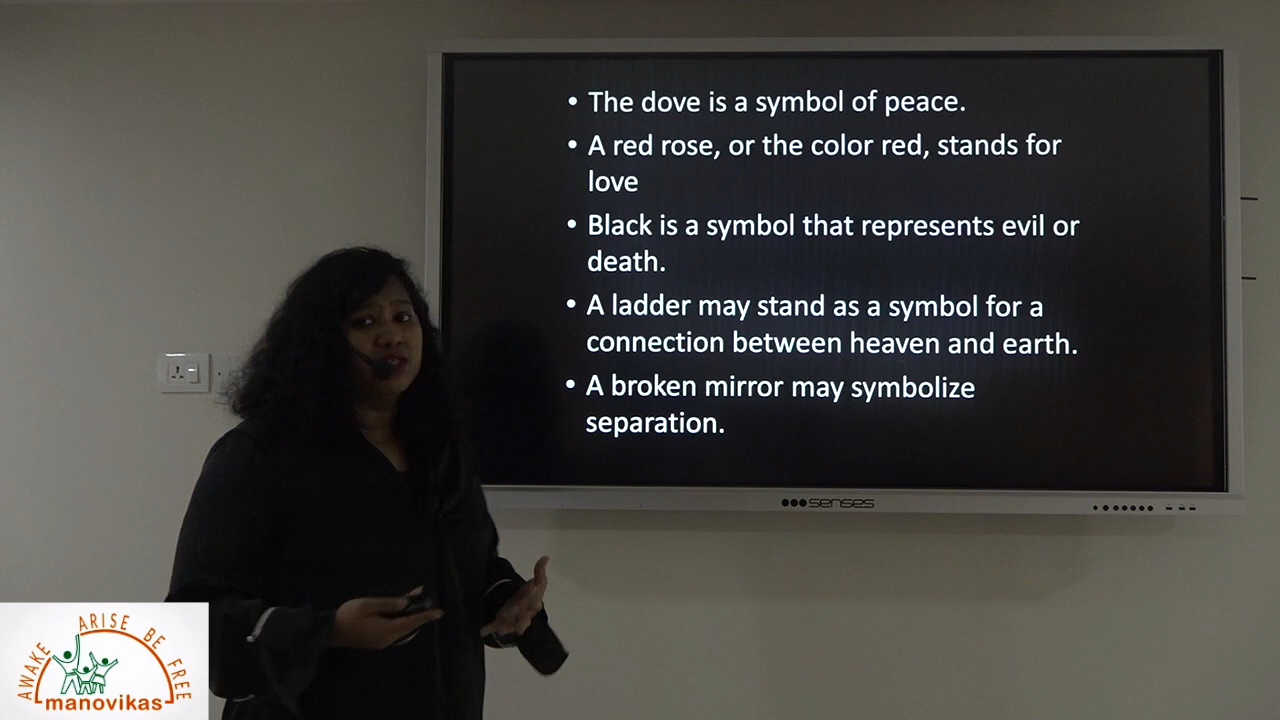 • The dove is a symbol of peace.
• A red rose, or the color red, stands for
love
• Black is a symbol that represents evil or
death.
• A ladder may stand as a symbol for a
connection between heaven and earth.
• A broken mirror may symbolize
separation.
senses
AWAKE ARISE BE FREE
manovikas